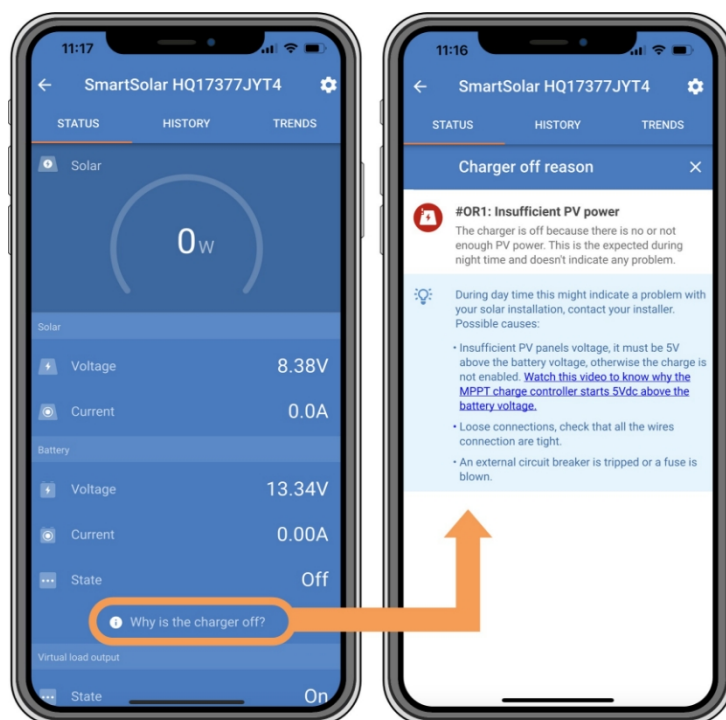 11:17
SmartSolar HQ17377JYT4
STATUS HISTORY TRENDS
Solar
0W
Solar
Voltage 8.38V
Current 0.0A
Battery
Voltage 13.34V
Current 0.00A
State Off
Why is the charger off?
Virtual load output
State On
11:16
SmartSolar HQ17377JYT4
STATUS HISTORY TRENDS
Charger off reason
#OR1: Insufficient PV power
The charger is off because there is no or not
enough PV power. This is the expected during
night time and doesn't indicate any problem.
During day time this might indicate a problem with
your solar installation, contact your installer.
Possible causes:
• Insufficient PV panels voltage, it must be 5V
above the battery voltage, otherwise the charge is
not enabled. Watch this video to know why the
MPPT charge controller starts 5Vdc above the
battery voltage.
• Loose connections, check that all the wires
connection are tight.
• An external circuit breaker is tripped or a fuse is
blown.